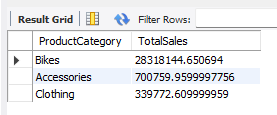 Result Grid Filter Rows:
ProductCategory TotalSales
Bikes 28318144.650694
Accessories 700759.9599997756
Clothing 339772.609999959